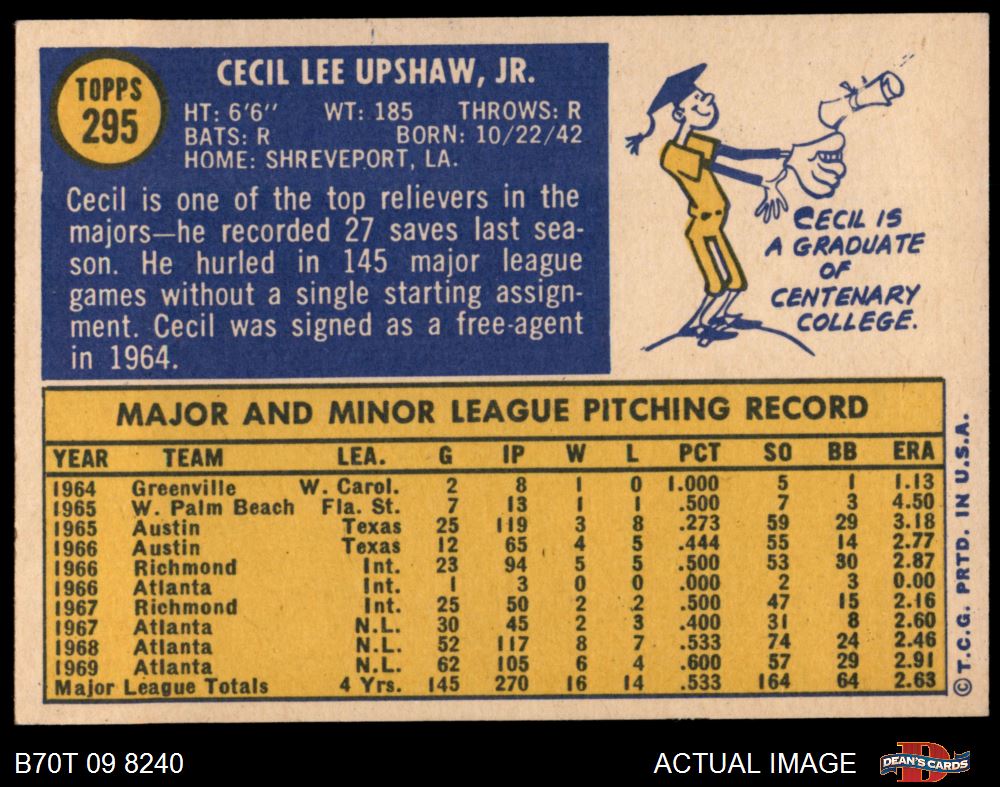 TOPPS
295
CECIL LEE UPSHAW, JR.
HT: 6'6" WT: 185 THROWS: R
BATS: R BORN: 10/22/42
HOME: SHREVEPORT, LA.
Cecil is one of the top relievers in the
majors—he recorded 27 saves last sea-
son. He hurled in 145 major league
games without a single starting assign-
ment. Cecil was signed as a free-agent
in 1964.
CECIL IS
A GRADUATE
OF
CENTENARY
COLLEGE.
MAJOR AND MINOR LEAGUE PITCHING RECORD
YEAR TEAM LEA. G IP W L PCT SO BB ERA
1964 Greenville W. Carol. 2 8 1 0 1.000 5 1 1.13
1965 W. Palm Beach Fla. St. 7 13 1 1 .500 7 3 4.50
1965 Austin Texas 25 119 3 8 .273 59 29 3.18
1966 Austin Texas 12 65 4 5 .444 55 14 2.77
1966 Richmond Int. 23 94 5 5 .500 53 30 2.87
1966 Atlanta Int. 1 3 0 0 .000 2 3 0.00
1967 Richmond Int. 25 50 2 2 .500 47 15 2.16
1967 Atlanta N.L. 30 45 2 3 .400 31 8 2.60
1968 Atlanta N.L. 52 117 8 7 .533 74 24 2.46
1969 Atlanta N.L. 62 105 6 4 .600 57 29 2.91
Major League Totals 4 Yrs. 145 270 16 14 .533 164 64 2.63
© T.C.G. PRTD. IN U.S.A.
B70T 09 8240
ACTUAL IMAGE
DEAN'S CARDS